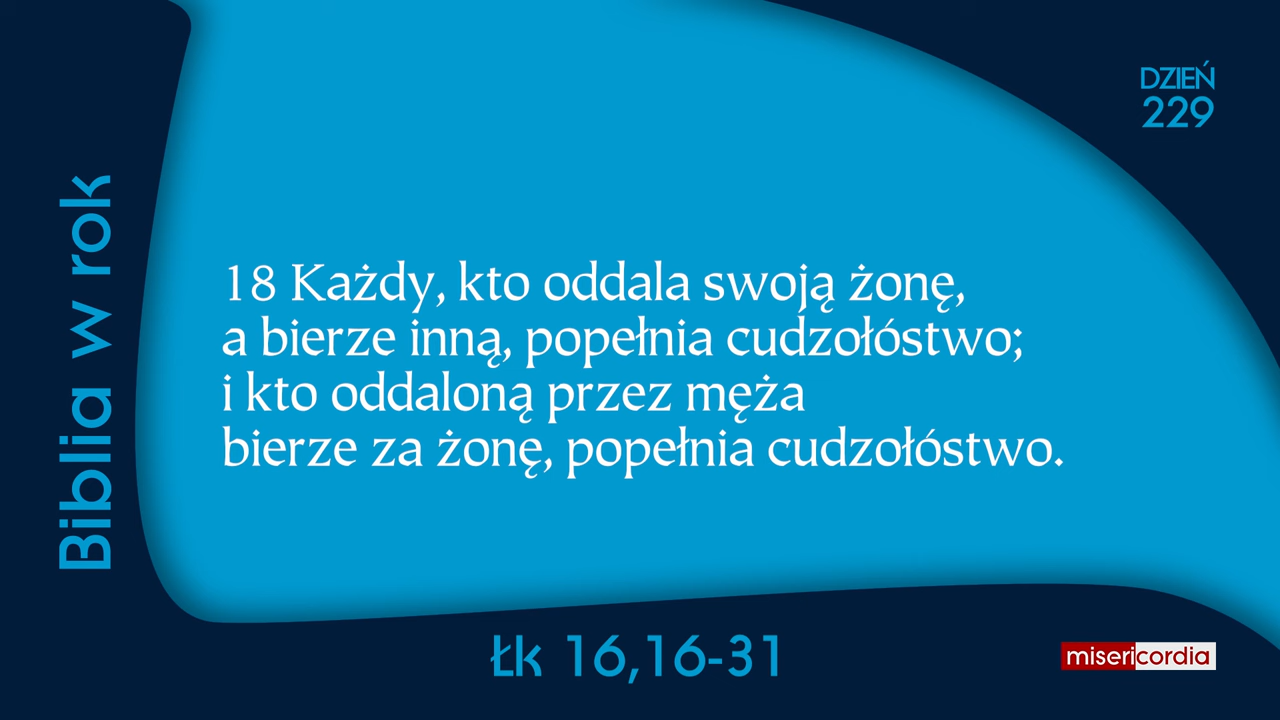 DZIEŃ
229
Biblia w rok
18 Każdy, kto oddala swoją żonę,
a bierze inną, popełnia cudzołóstwo;
i kto oddaloną przez męża
bierze za żonę, popełnia cudzołóstwo.
Łk 16,16-31
misericordia